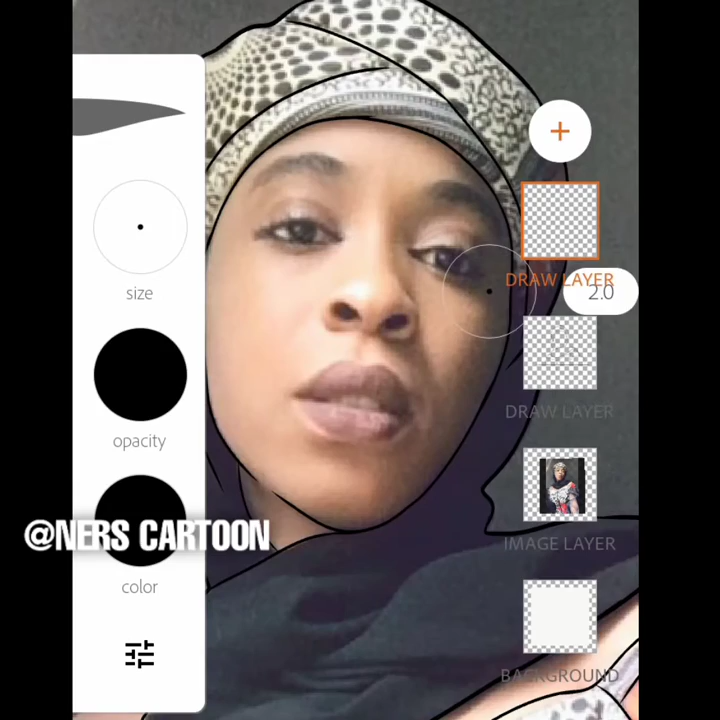 size
opacity
@NERS CARTOON
color
+
DRAW LAYER
2.0
DRAW LAYER
IMAGE LAYER
BACKGROUND